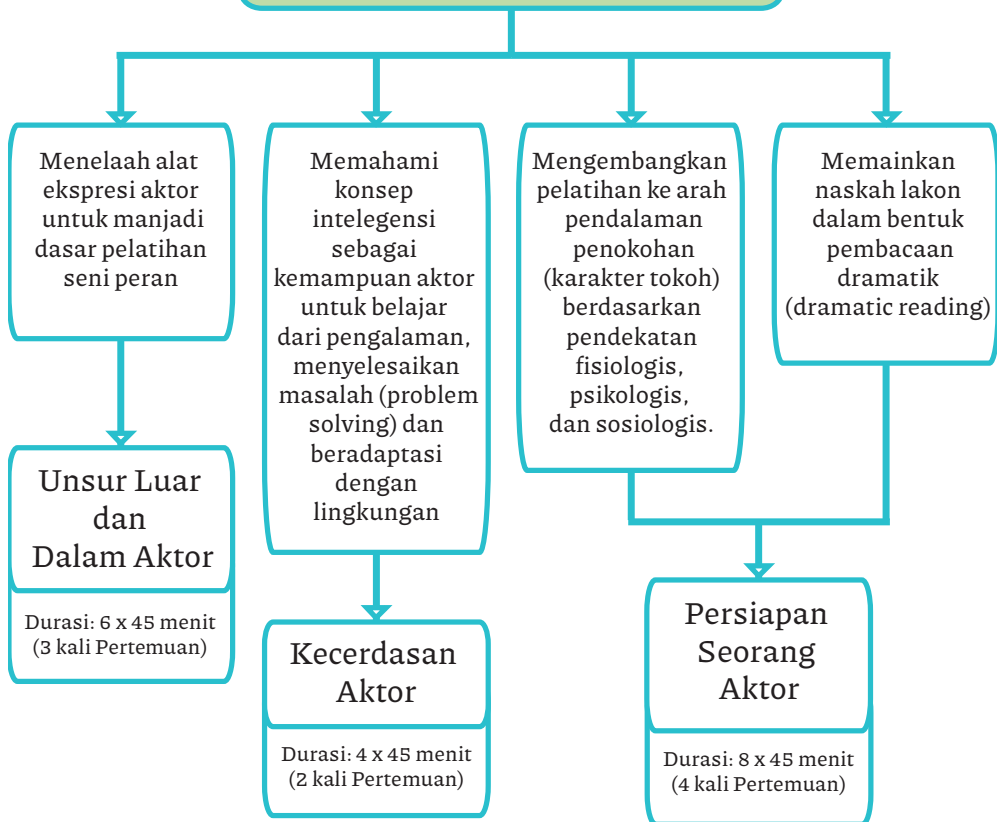 Menelaah alat
ekspresi aktor
untuk manjadi
dasar pelatihan
seni peran
Memahami
konsep
intelegensi
sebagai
kemampuan aktor
untuk belajar
dari pengalaman,
menyelesaikan
masalah (problem
solving) dan
beradaptasi
dengan
lingkungan
Mengembangkan
pelatihan ke arah
pendalaman
penokohan
(karakter tokoh)
berdasarkan
pendekatan
fisiologis,
psikologis,
dan sosiologis.
Memainkan
naskah lakon
dalam bentuk
pembacaan
dramatik
(dramatic reading)
Unsur Luar
dan
Dalam Aktor
Durasi: 6 x 45 menit
(3 kali Pertemuan)
Kecerdasan
Aktor
Durasi: 4 x 45 menit
(2 kali Pertemuan)
Persiapan
Seorang
Aktor
Durasi: 8 x 45 menit
(4 kali Pertemuan)